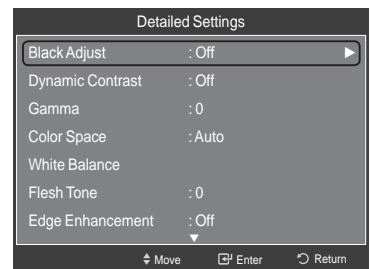 Detailed Settings
Black Adjust : Off
Dynamic Contrast : Off
Gamma : 0
Color Space : Auto
White Balance
Flesh Tone : 0
Edge Enhancement : Off
Move Enter Return